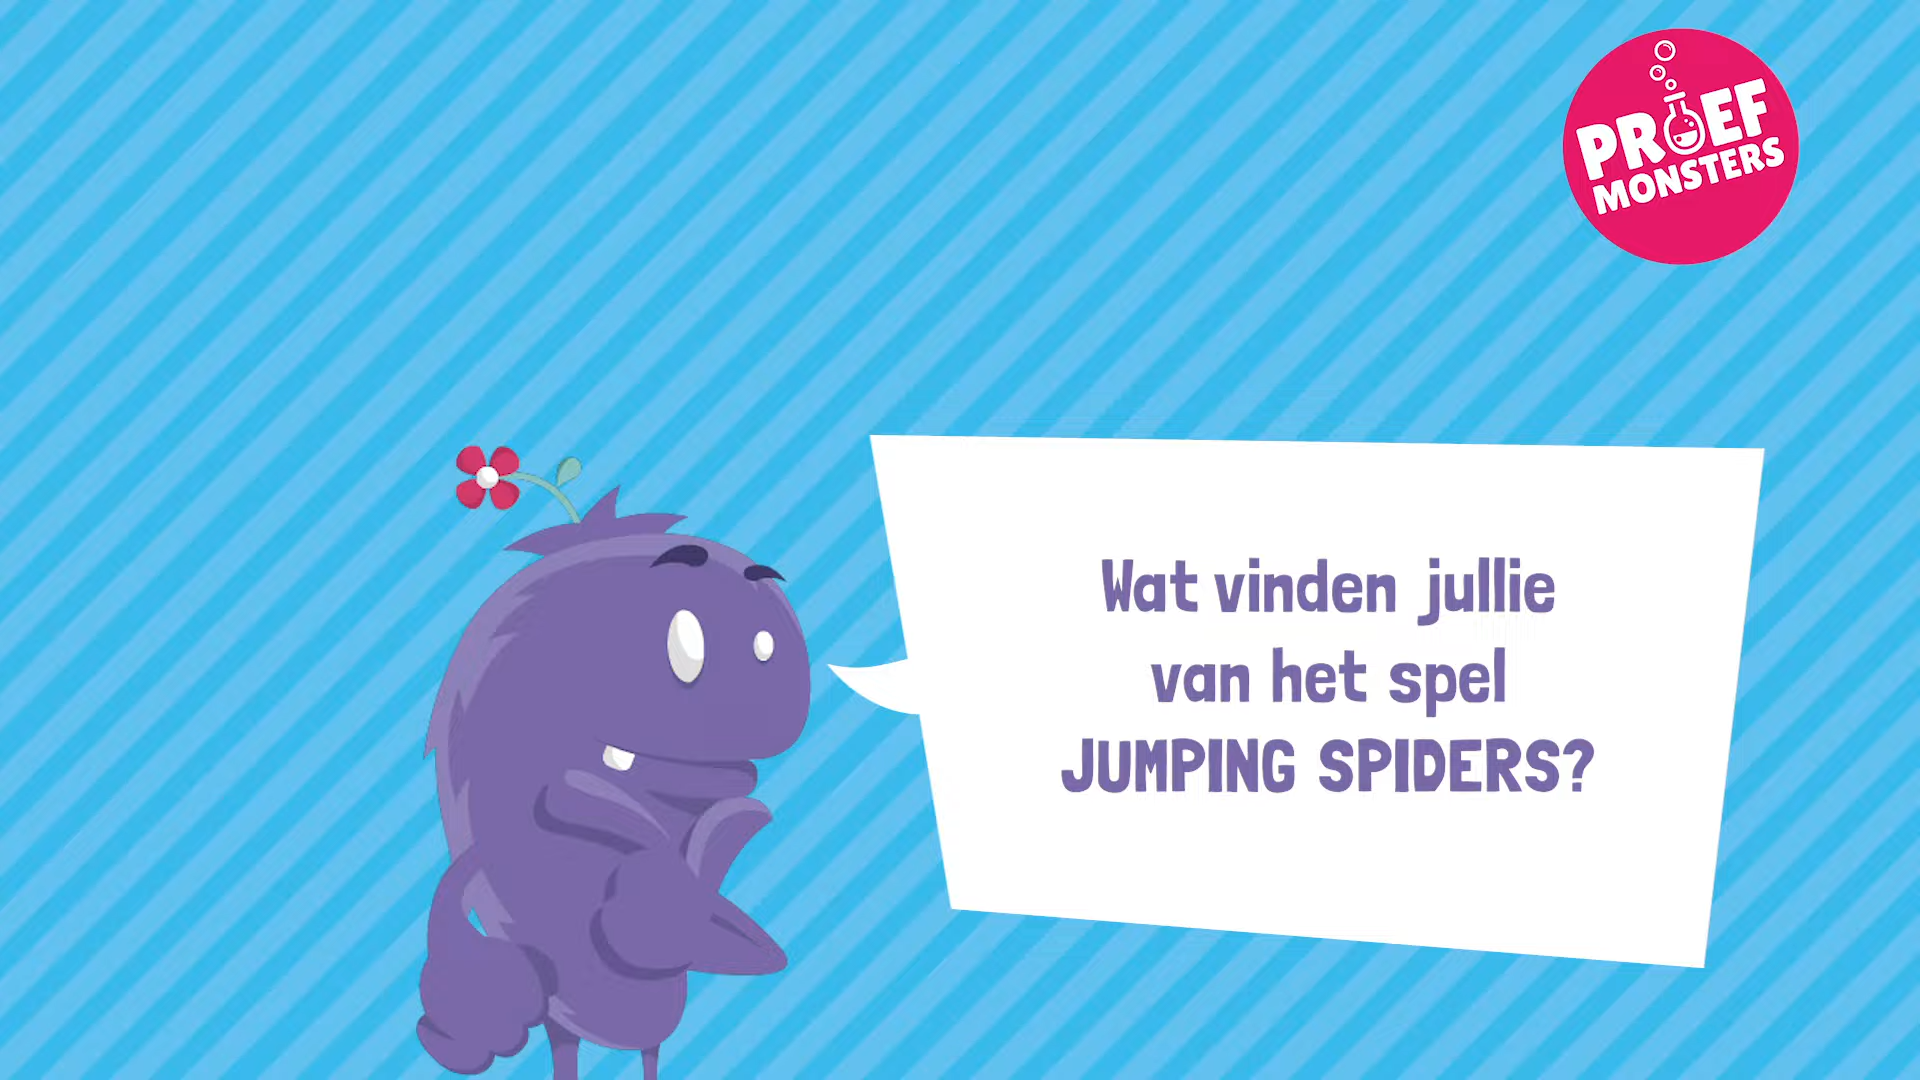 PROEF
MONSTERS
Wat vinden jullie
van het spel
JUMPING SPIDERS?